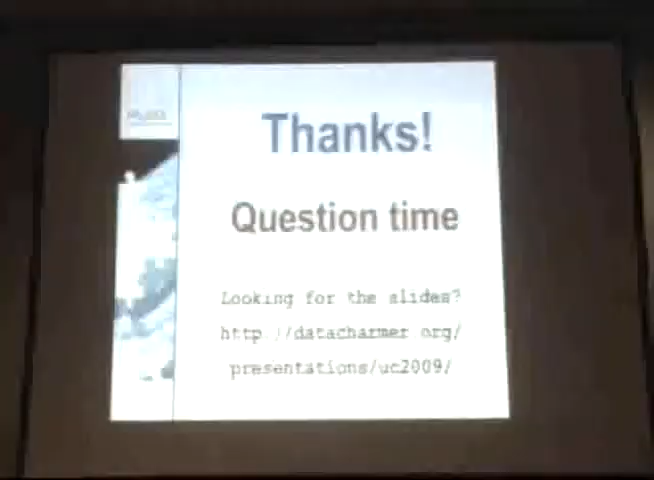 Thanks!
Question time
Looking for the slides?
http://datacharmer.org/
presentations/uc2009/